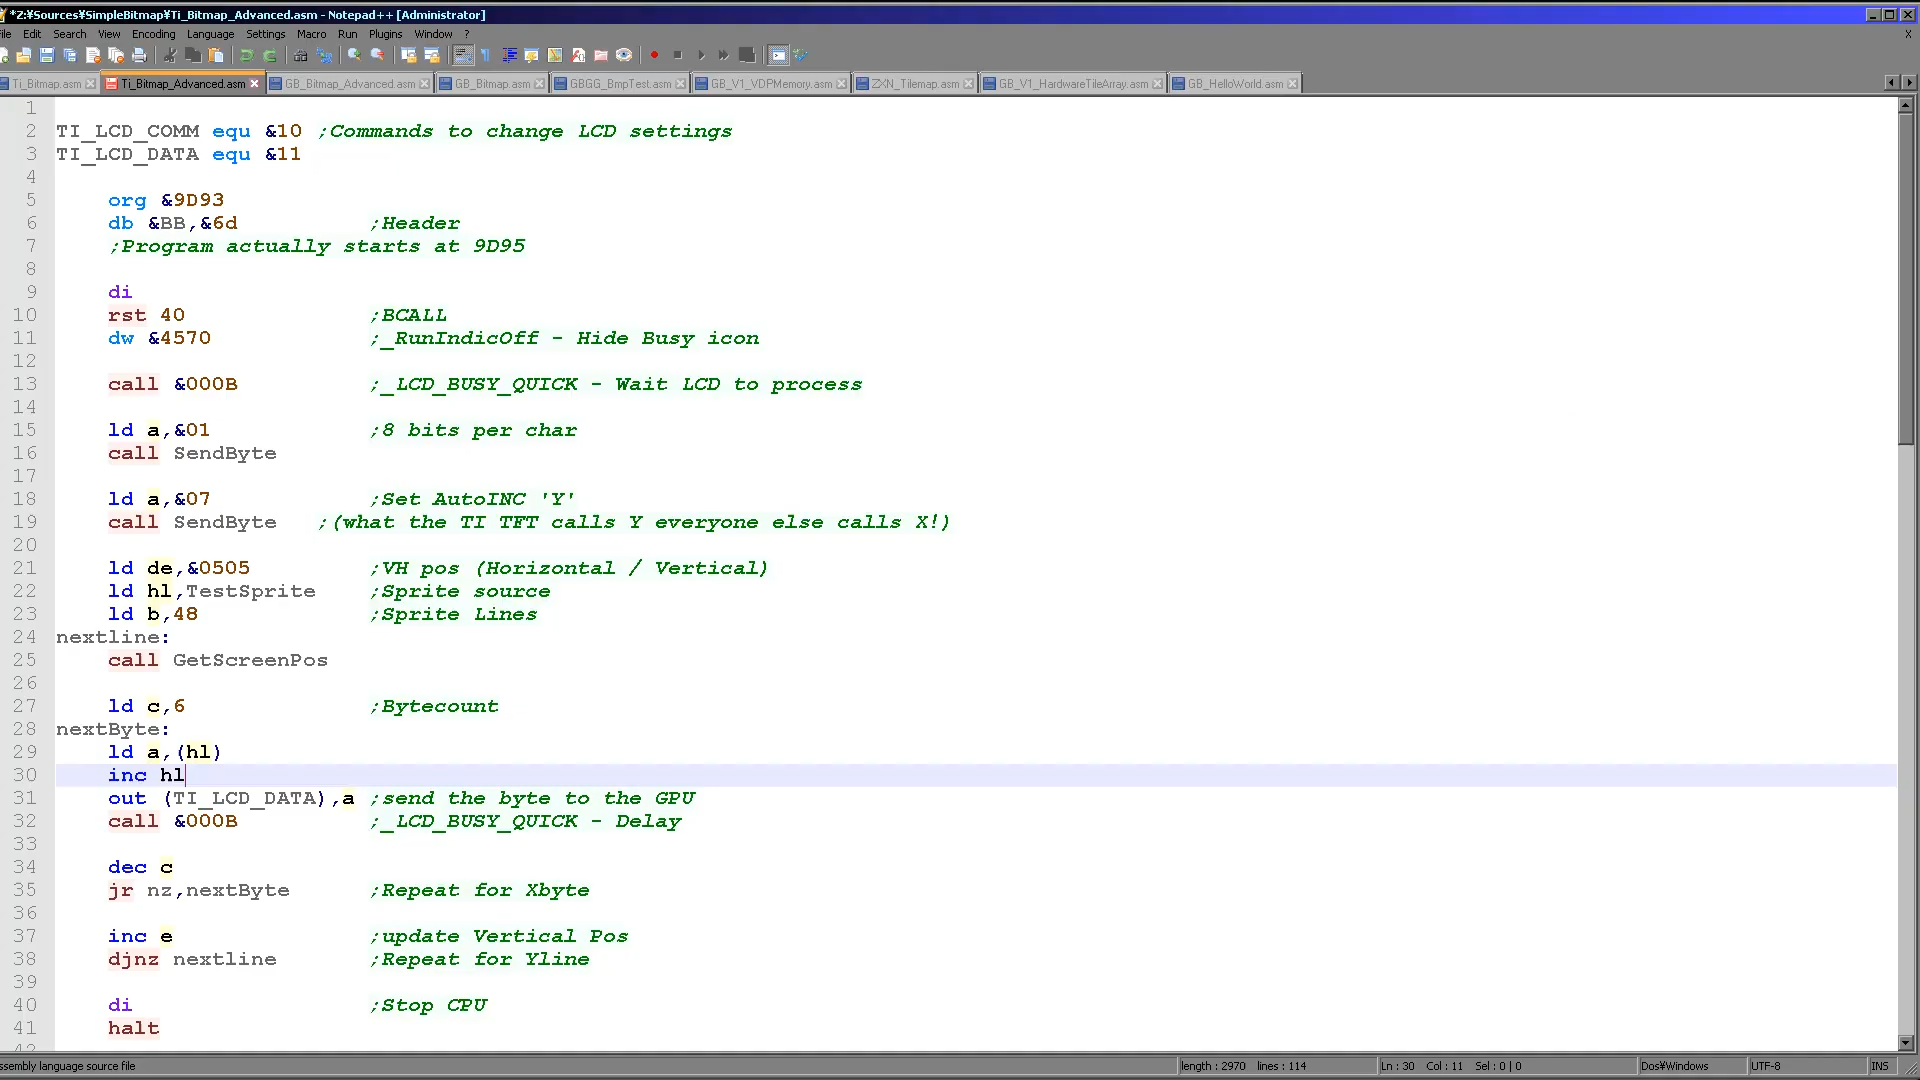 *Z:¥Sources¥SimpleBitmap¥Ti_Bitmap_Advanced.asm - Notepad++ [Administrator]
ile Edit Search View Encoding Language Settings Macro Run Plugins Window ? X
Ti_Bitmap.asm Ti_Bitmap_Advanced.asm GB_Bitmap_Advanced.asm GB_Bitmap.asm GBGG_BmpTest.asm GB_V1_VDPMemory.asm ZXN_Tilemap.asm GB_V1_HardwareTileArray.asm GB_HelloWorld.asm
1
2 TI_LCD_COMM equ &10 ;Commands to change LCD settings
3 TI_LCD_DATA equ &11
4
5 org &9D93
6 db &BB,&6d ;Header
7 ;Program actually starts at 9D95
8
9 di
10 rst 40 ;BCALL
11 dw &4570 ;_RunIndicOff - Hide Busy icon
12
13 call &000B ;_LCD_BUSY_QUICK - Wait LCD to process
14
15 ld a,&01 ;8 bits per char
16 call SendByte
17
18 ld a,&07 ;Set AutoINC 'Y'
19 call SendByte ;(what the TI TFT calls Y everyone else calls X!)
20
21 ld de,&0505 ;VH pos (Horizontal / Vertical)
22 ld hl,TestSprite ;Sprite source
23 ld b,48 ;Sprite Lines
24 nextline:
25 call GetScreenPos
26
27 ld c,6 ;Bytecount
28 nextByte:
29 ld a,(hl)
30 inc hl
31 out (TI_LCD_DATA),a ;send the byte to the GPU
32 call &000B ;_LCD_BUSY_QUICK - Delay
33
34 dec c
35 jr nz,nextByte ;Repeat for Xbyte
36
37 inc e ;update Vertical Pos
38 djnz nextline ;Repeat for Yline
39
40 di ;Stop CPU
41 halt
42
ssembly language source file length : 2970 lines : 114 Ln : 30 Col : 11 Sel : 0 | 0 Dos¥Windows UTF-8 INS